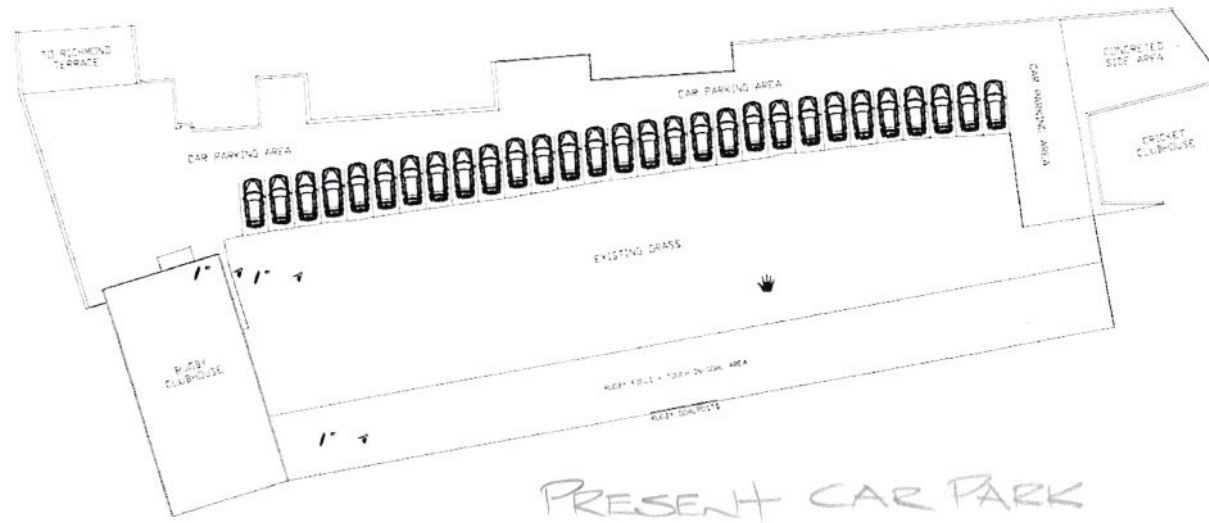 TO RICHMOND
TERRACE
CAR PARKING AREA
CAR PARKING AREA
CAR PARKING AREA
CONCRETED
SIDE AREA
CRICKET
CLUBHOUSE
EXISTING GRASS
RUGBY
CLUBHOUSE
RUGBY FIELD - TOUCH IN-GOAL AREA
RUGBY GOALPOSTS
PRESENT CAR PARK